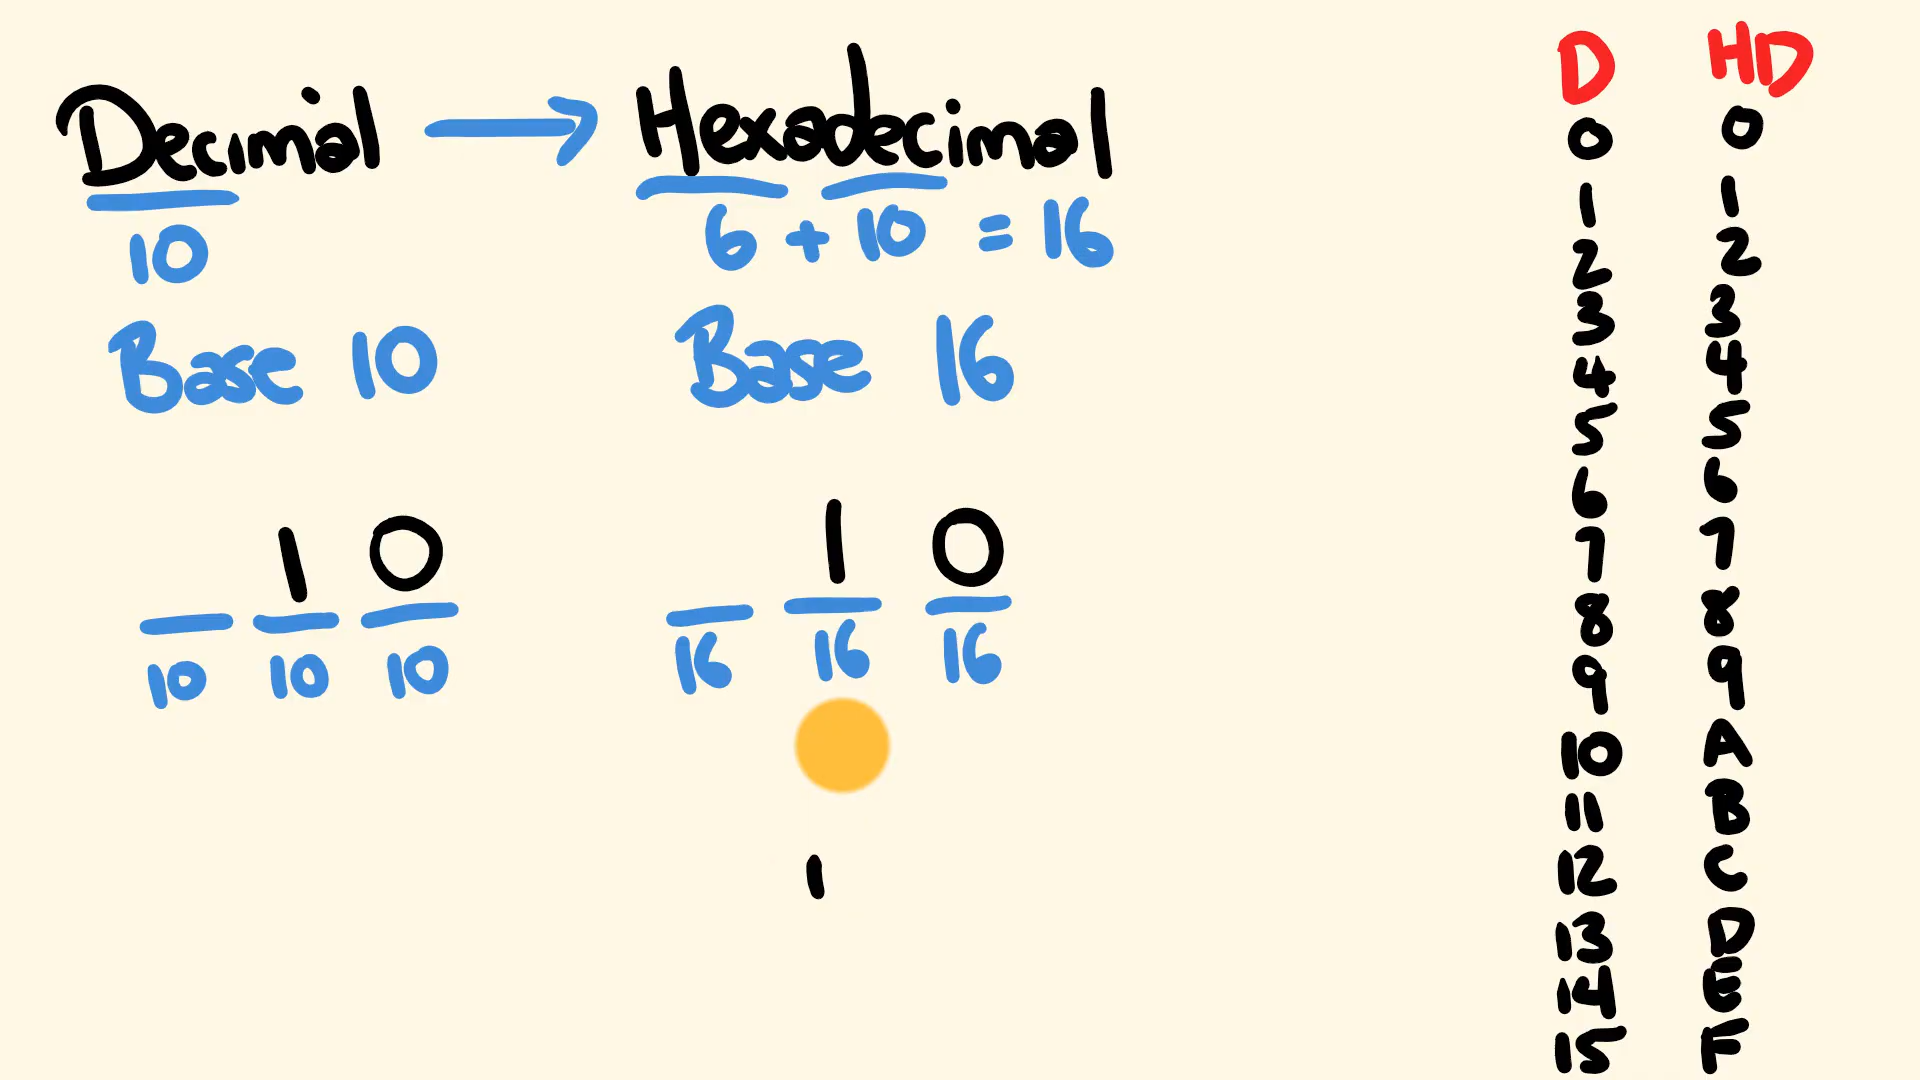 Decimal → Hexadecimal
10 6 + 10 = 16
Base 10 Base 16
1 0 1 0
10 10 10 16 16 16
1
D HD
0 0
1 1
2 2
3 3
4 4
5 5
6 6
7 7
8 8
9 9
10 A
11 B
12 C
13 D
14 E
15 F